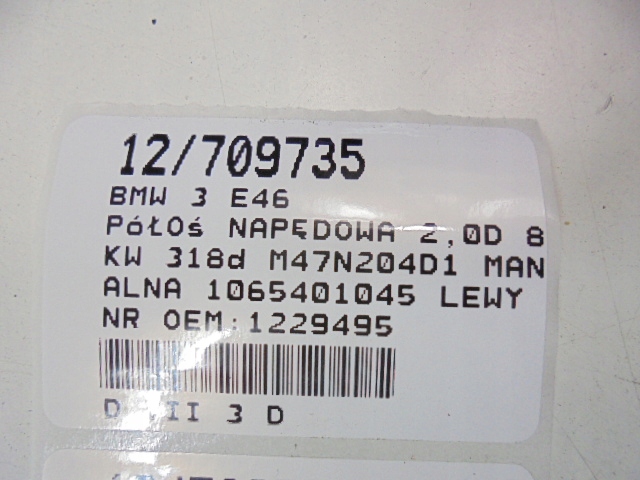 12/709735
BMW 3 E46
PółOś NAPĘDOWA 2,0D 8
KW 318d M47N204D1 MAN
ALNA 1065401045 LEWY
NR OEM:1229495
D III 3 D